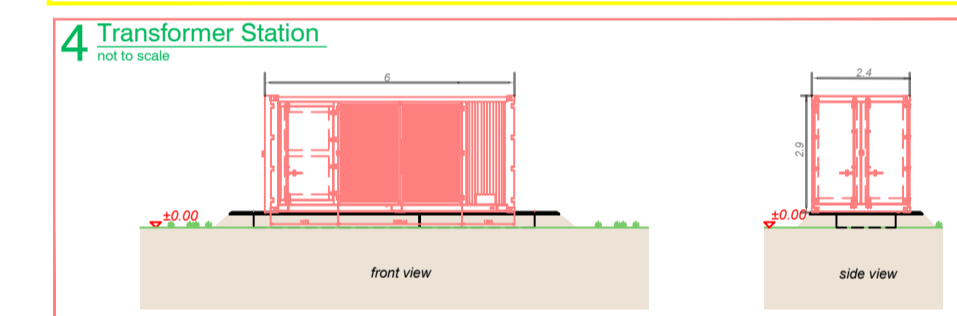 4 Transformer Station
not to scale
6
2.4
2.9
±0.00
±0.00
front view
side view